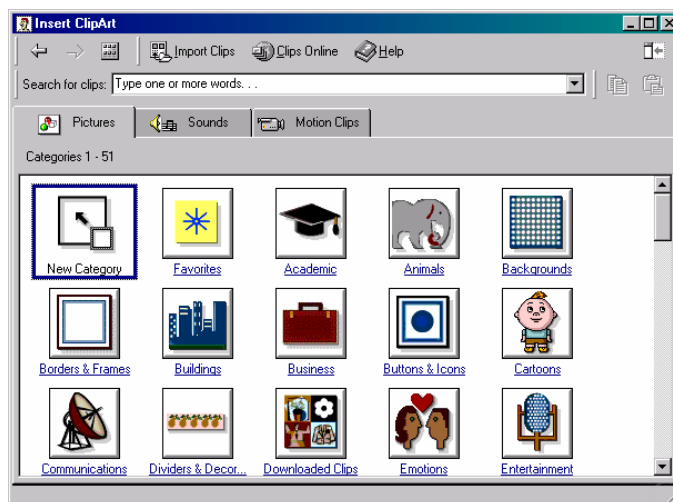 Insert ClipArt
Import Clips Clips Online Help
Search for clips: Type one or more words. . .
Pictures Sounds Motion Clips
Categories 1 - 51
New Category Favorites Academic Animals Backgrounds
Borders & Frames Buildings Business Buttons & Icons Cartoons
Communications Dividers & Decor... Downloaded Clips Emotions Entertainment